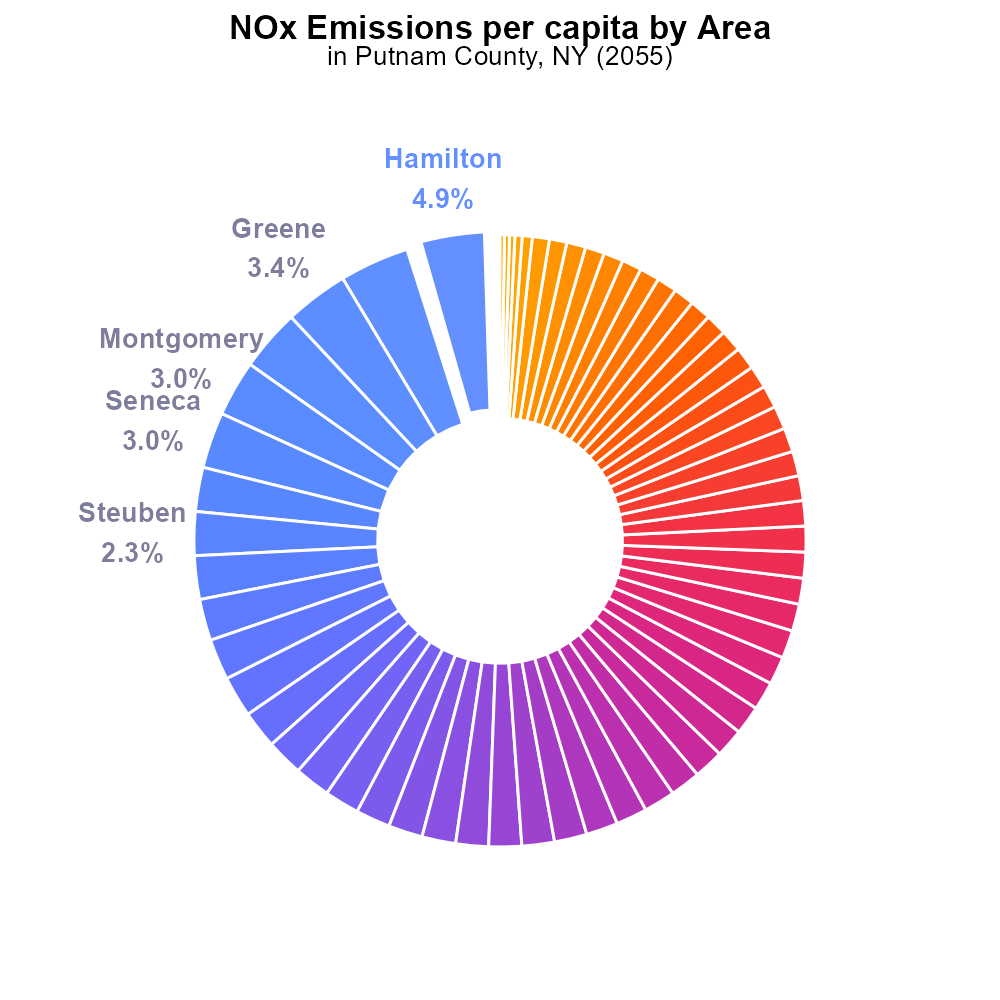 NOx Emissions per capita by Area
in Putnam County, NY (2055)
Hamilton
4.9%
Greene
3.4%
Montgomery
3.0%
Seneca
3.0%
Steuben
2.3%